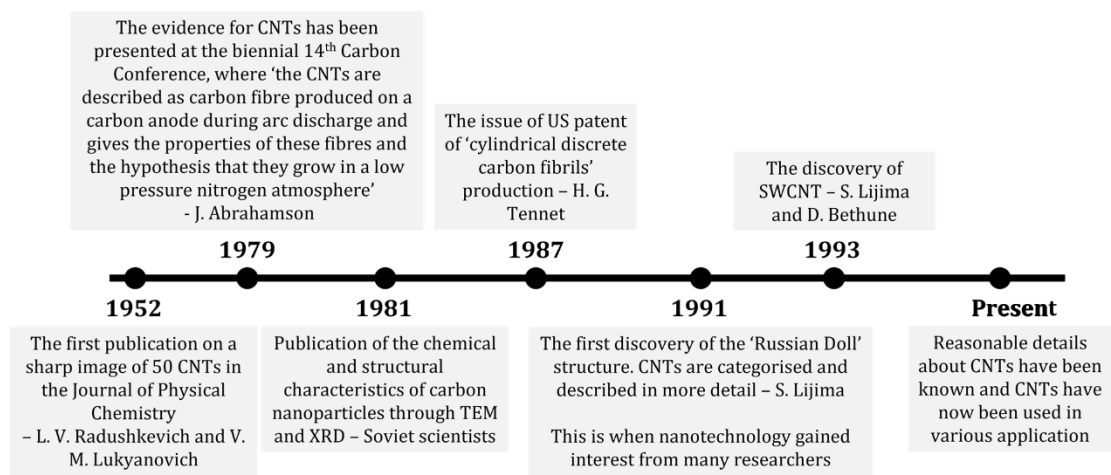 The evidence for CNTs has been
presented at the biennial 14th Carbon
Conference, where ‘the CNTs are
described as carbon fibre produced on a
carbon anode during arc discharge and
gives the properties of these fibres and
the hypothesis that they grow in a low
pressure nitrogen atmosphere’
- J. Abrahamson
1979
The issue of US patent
of ‘cylindrical discrete
carbon fibrils’
production – H. G.
Tennet
1987
The discovery of
SWCNT – S. Lijima
and D. Bethune
1993
1952
The first publication on a
sharp image of 50 CNTs in
the Journal of Physical
Chemistry
– L. V. Radushkevich and V.
M. Lukyanovich
1981
Publication of the chemical
and structural
characteristics of carbon
nanoparticles through TEM
and XRD – Soviet scientists
1991
The first discovery of the ‘Russian Doll’
structure. CNTs are categorised and
described in more detail – S. Lijima
This is when nanotechnology gained
interest from many researchers
Present
Reasonable details
about CNTs have been
known and CNTs have
now been used in
various application